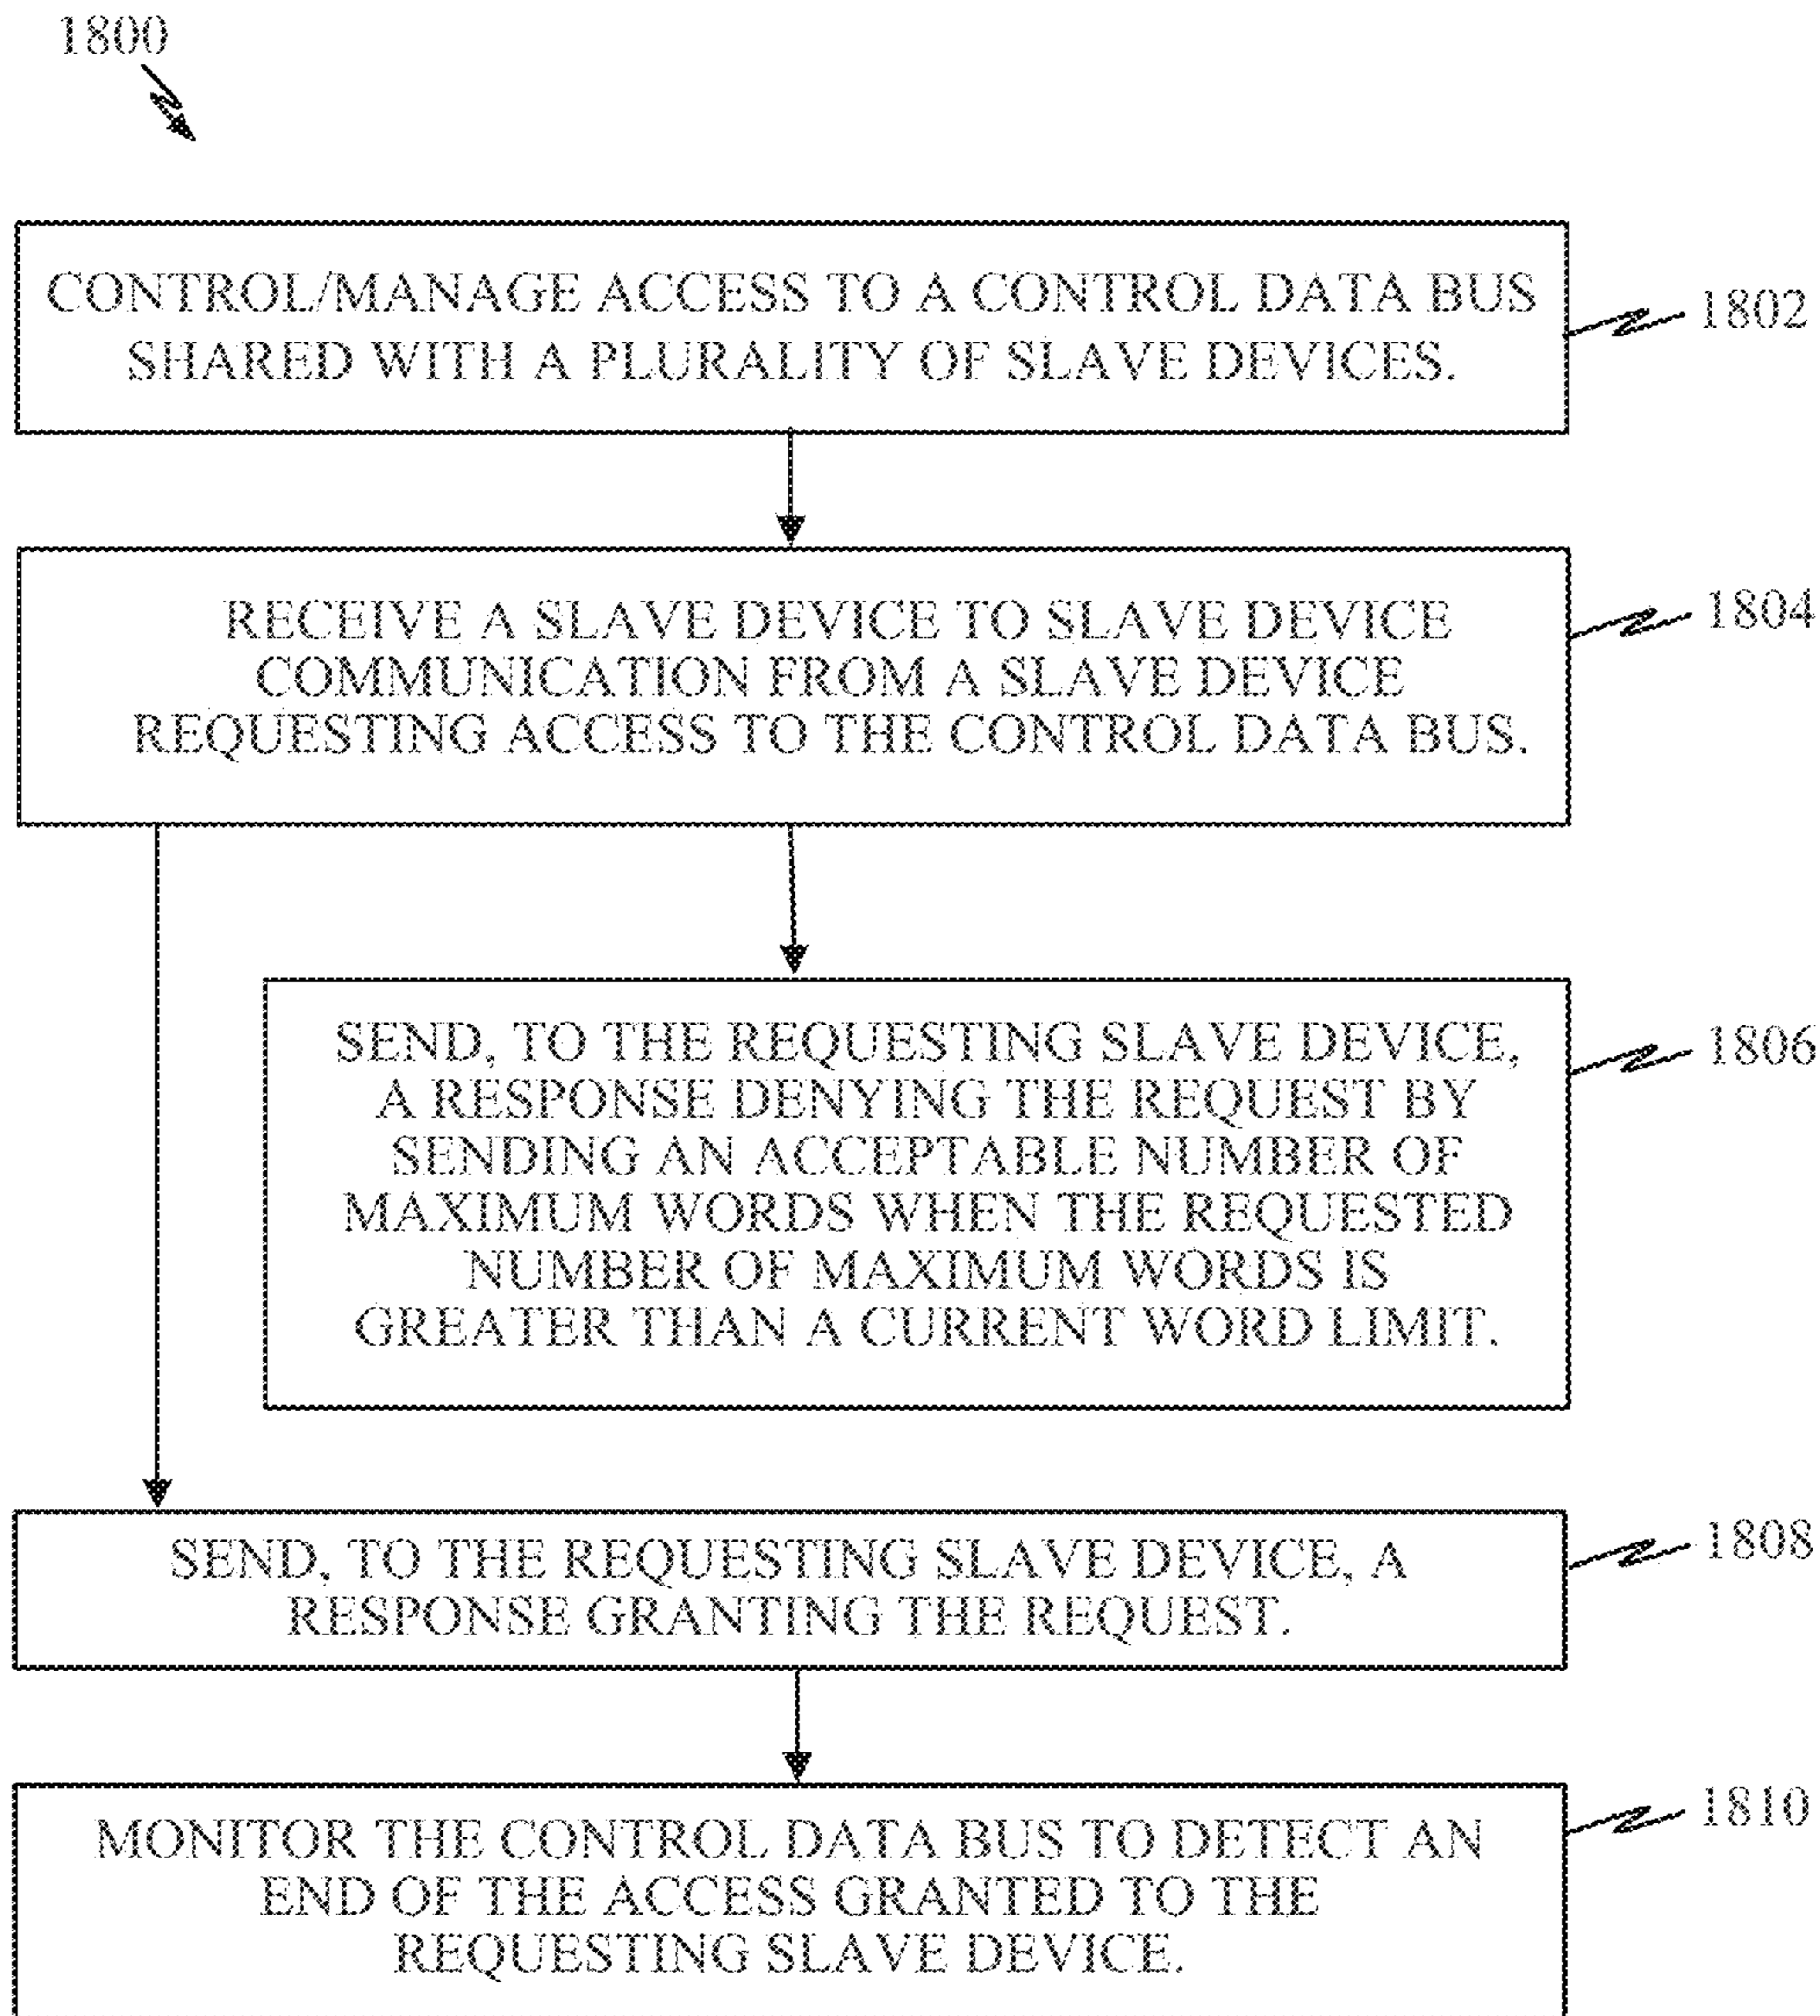 1800
CONTROL/MANAGE ACCESS TO A CONTROL DATA BUS
SHARED WITH A PLURALITY OF SLAVE DEVICES.
1802
RECEIVE A SLAVE DEVICE TO SLAVE DEVICE
COMMUNICATION FROM A SLAVE DEVICE
REQUESTING ACCESS TO THE CONTROL DATA BUS.
1804
SEND, TO THE REQUESTING SLAVE DEVICE,
A RESPONSE DENYING THE REQUEST BY
SENDING AN ACCEPTABLE NUMBER OF
MAXIMUM WORDS WHEN THE REQUESTED
NUMBER OF MAXIMUM WORDS IS
GREATER THAN A CURRENT WORD LIMIT.
1806
SEND, TO THE REQUESTING SLAVE DEVICE, A
RESPONSE GRANTING THE REQUEST.
1808
MONITOR THE CONTROL DATA BUS TO DETECT AN
END OF THE ACCESS GRANTED TO THE
REQUESTING SLAVE DEVICE.
1810